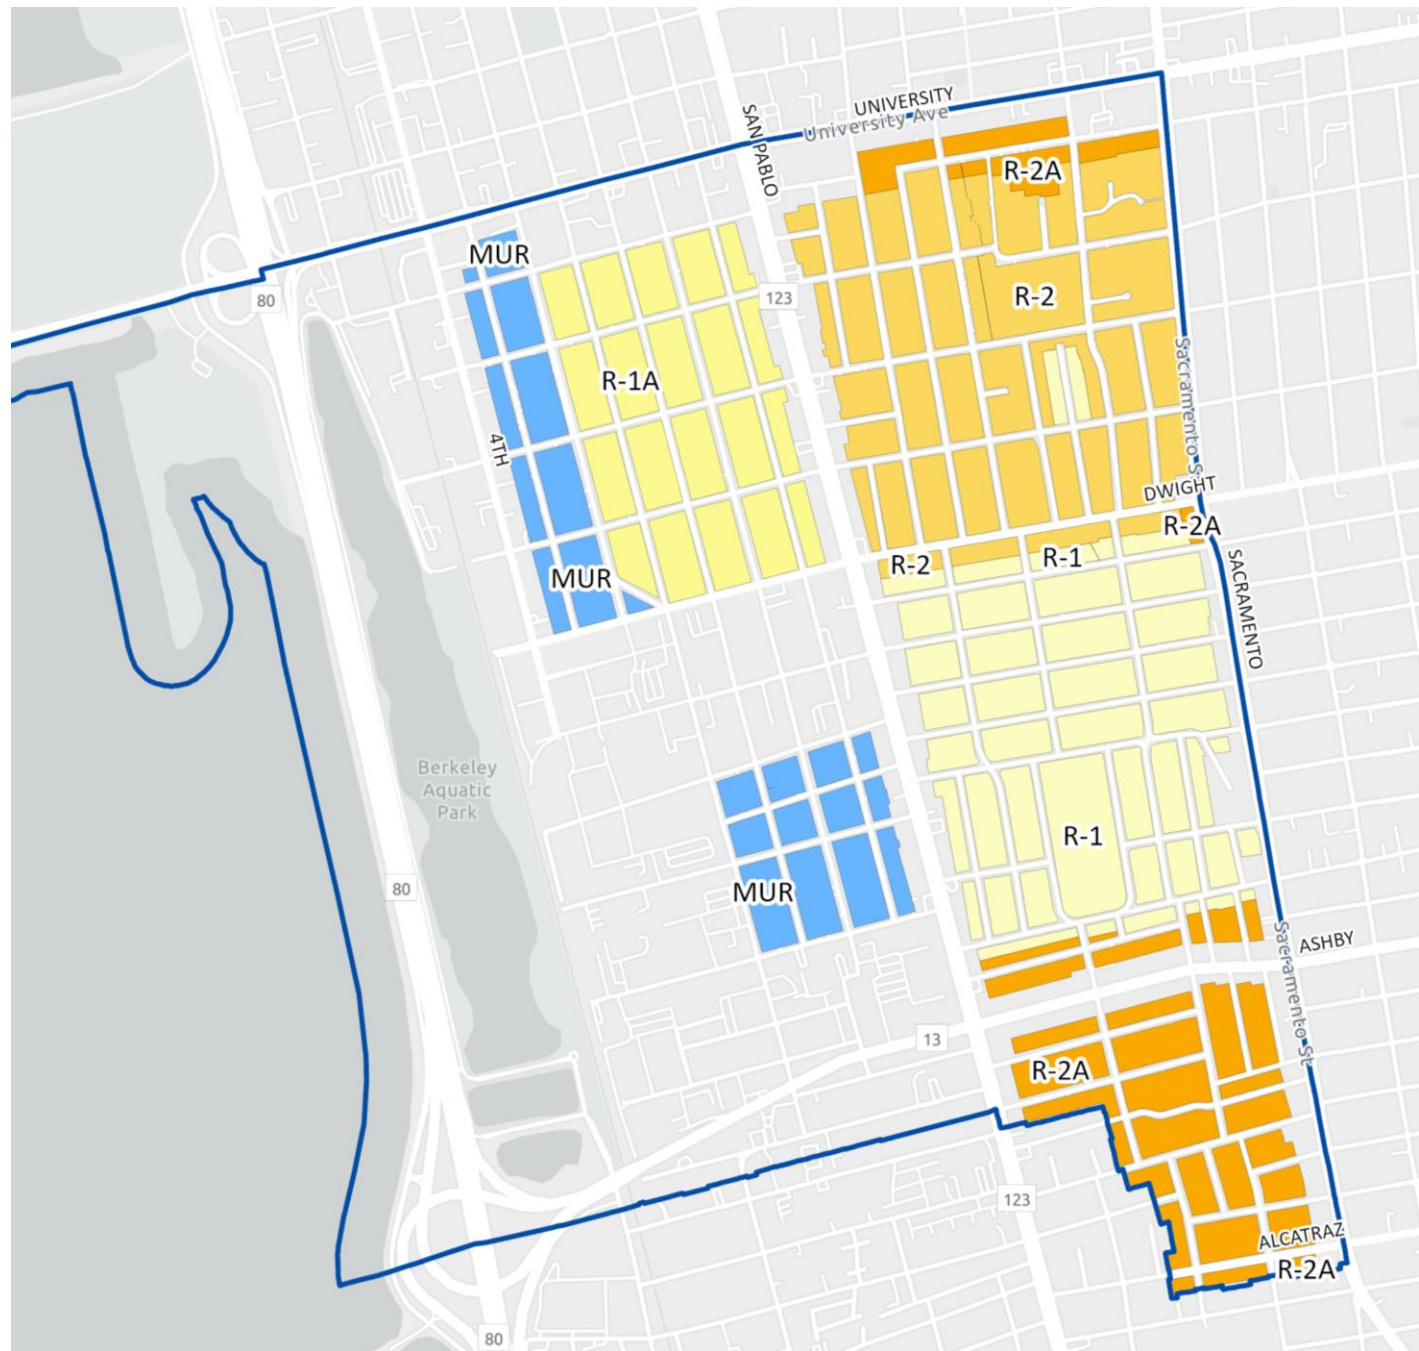 UNIVERSITY
University Ave
SAN PABLO
R-2A
MUR
80
123
R-2
R-1A
Sacramento St
4TH
DWIGHT
R-2A
R-2
R-1
MUR
SACRAMENTO
Berkeley
Aquatic
Park
R-1
80
MUR
ASHBY
Sacramento St
13
R-2A
123
ALCATRAZ
R-2A
80